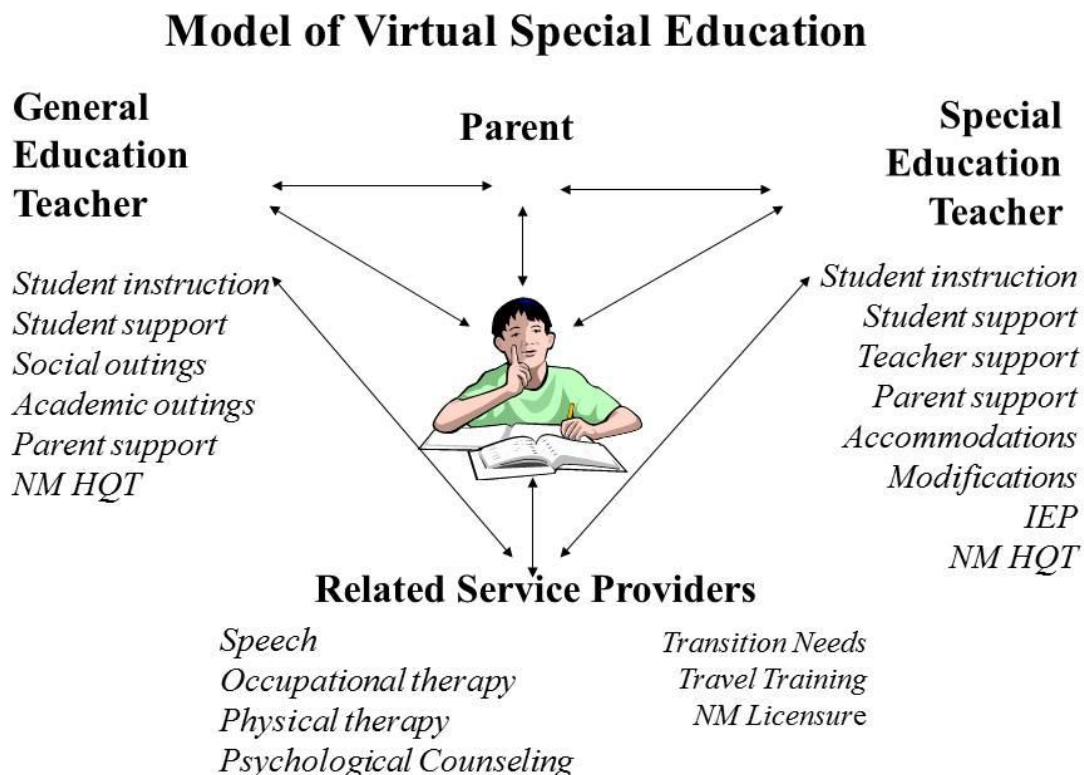 Model of Virtual Special Education
General
Education
Teacher
Student instruction
Student support
Social outings
Academic outings
Parent support
NM HQT
Parent
Special
Education
Teacher
Student instruction
Student support
Teacher support
Parent support
Accommodations
Modifications
IEP
NM HQT
Related Service Providers
Speech
Occupational therapy
Physical therapy
Psychological Counseling
Transition Needs
Travel Training
NM Licensure